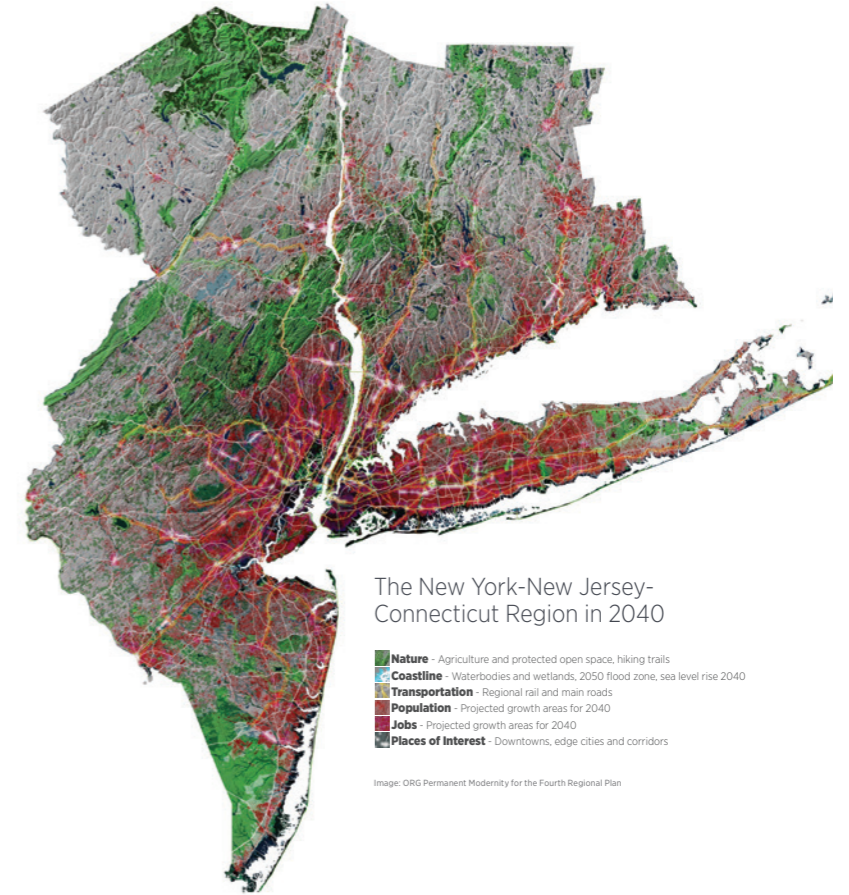 The New York-New Jersey-
Connecticut Region in 2040
Nature - Agriculture and protected open space, hiking trails
Coastline - Waterbodies and wetlands, 2050 flood zone, sea level rise 2040
Transportation - Regional rail and main roads
Population - Projected growth areas for 2040
Jobs - Projected growth areas for 2040
Places of Interest - Downtowns, edge cities and corridors
Image: ORG Permanent Modernity for the Fourth Regional Plan